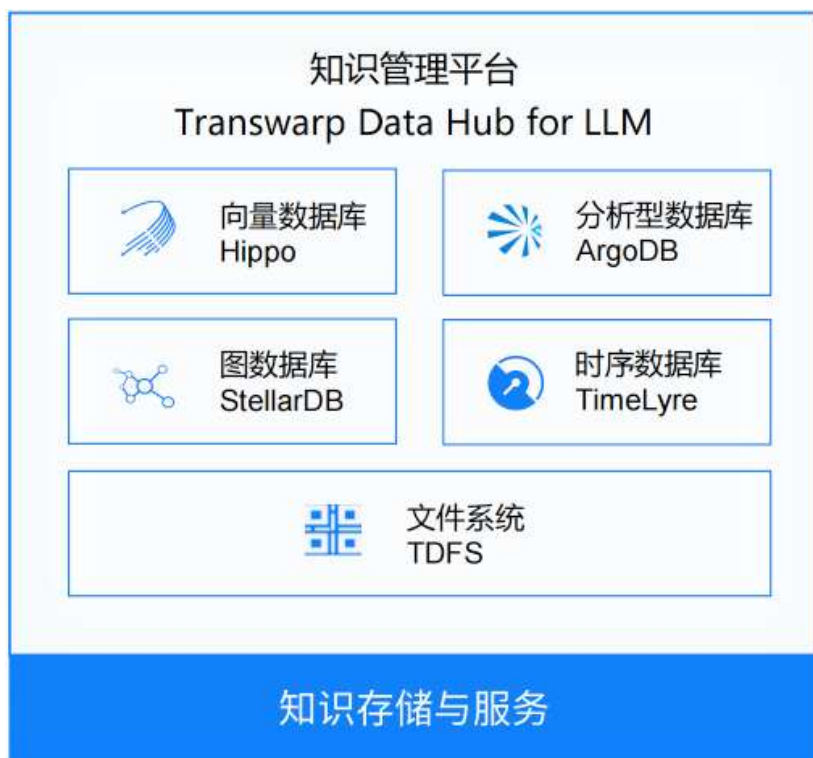 知识管理平台
Transwarp Data Hub for LLM
向量数据库
Hippo
分析型数据库
ArgoDB
图数据库
StellarDB
时序数据库
TimeLyre
文件系统
TDFS
知识存储与服务